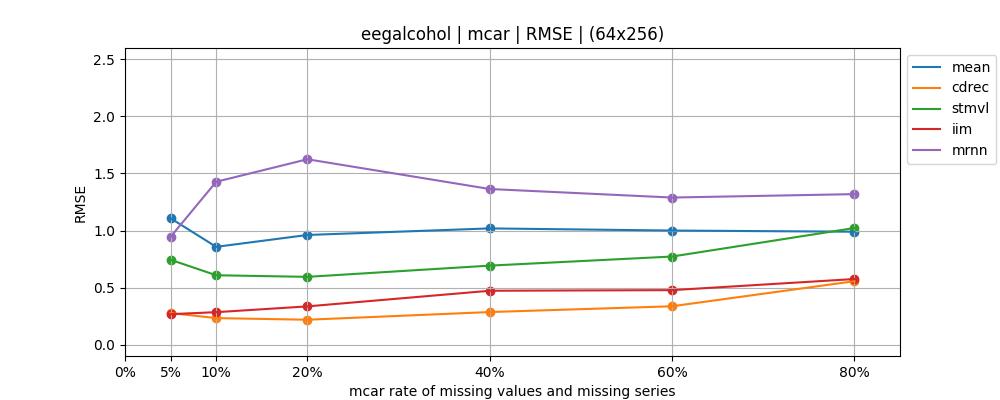 eegalcohol | mcar | RMSE | (64x256)
2.5
2.0
1.5
1.0
0.5
0.0
RMSE
0% 5% 10% 20% 40% 60% 80%
mcar rate of missing values and missing series
mean
cdrec
stmvl
iim
mrnn